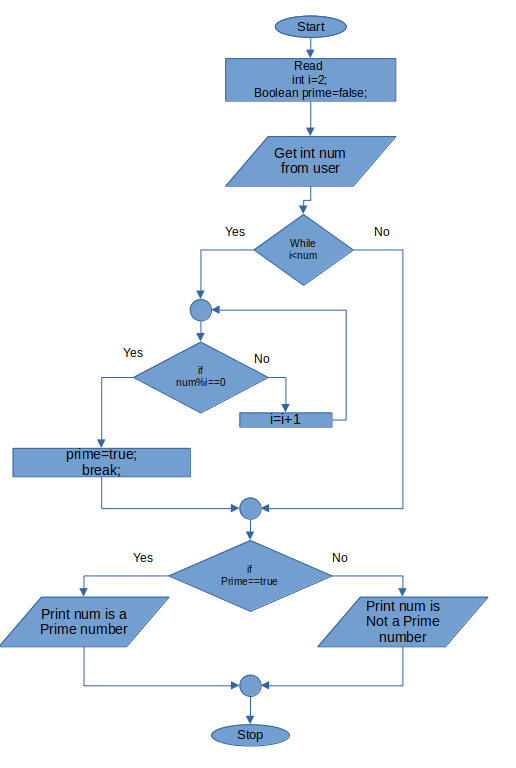 Start
Read
int i=2;
Boolean prime=false;
Get int num
from user
Yes
No
While
i<num
Yes
No
if
num%i==0
i=i+1
prime=true;
break;
Yes
No
if
Prime==true
Print num is a
Prime number
Print num is
Not a Prime
number
Stop